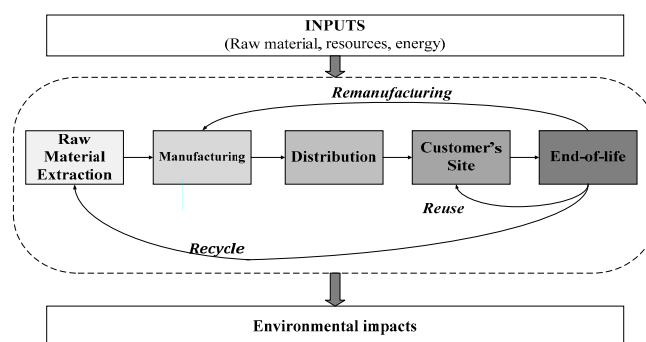 INPUTS
(Raw material, resources, energy)
Remanufacturing
Raw
Material
Extraction
Manufacturing
Distribution
Customer's
Site
End-of-life
Reuse
Recycle
Environmental impacts